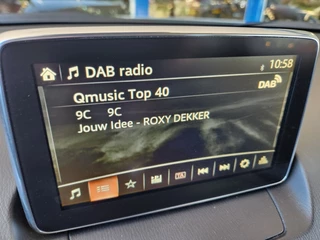 DAB radio
10:58
Qmusic Top 40
DAB
9C 9C
Jouw Idee - ROXY DEKKER